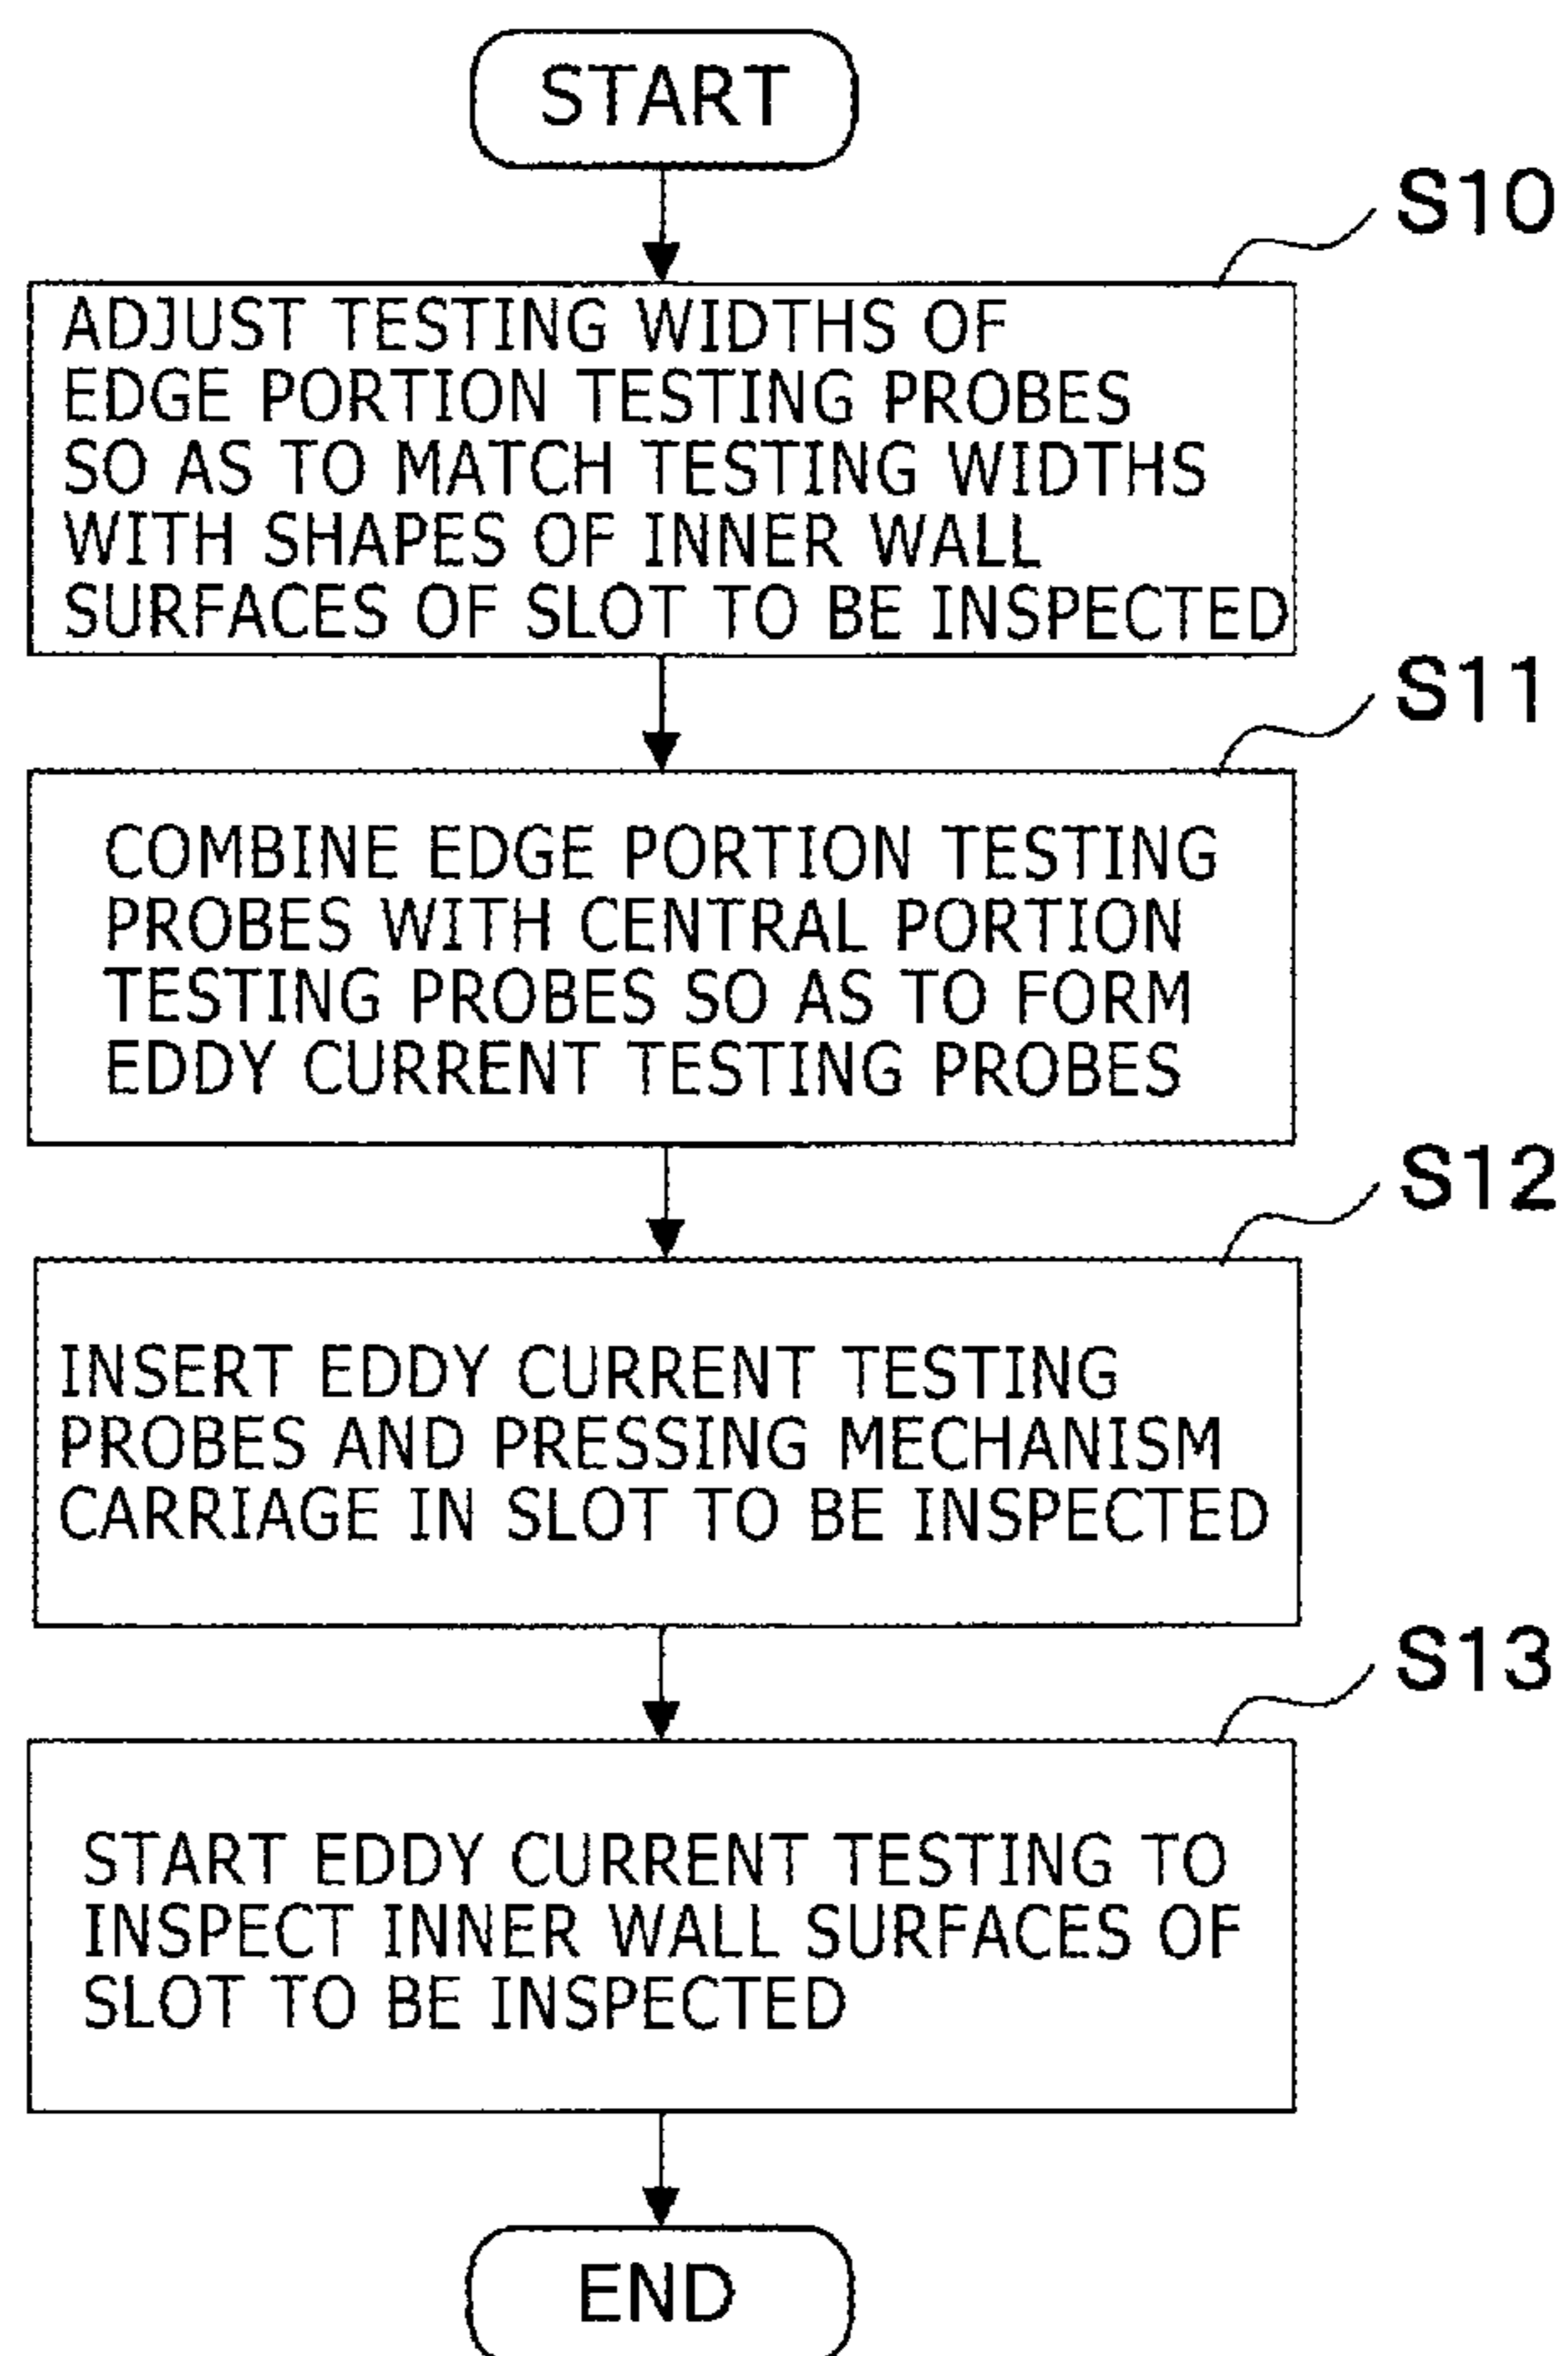 START
S10
ADJUST TESTING WIDTHS OF
EDGE PORTION TESTING PROBES
SO AS TO MATCH TESTING WIDTHS
WITH SHAPES OF INNER WALL
SURFACES OF SLOT TO BE INSPECTED
S11
COMBINE EDGE PORTION TESTING
PROBES WITH CENTRAL PORTION
TESTING PROBES SO AS TO FORM
EDDY CURRENT TESTING PROBES
S12
INSERT EDDY CURRENT TESTING
PROBES AND PRESSING MECHANISM
CARRIAGE IN SLOT TO BE INSPECTED
S13
START EDDY CURRENT TESTING TO
INSPECT INNER WALL SURFACES OF
SLOT TO BE INSPECTED
END